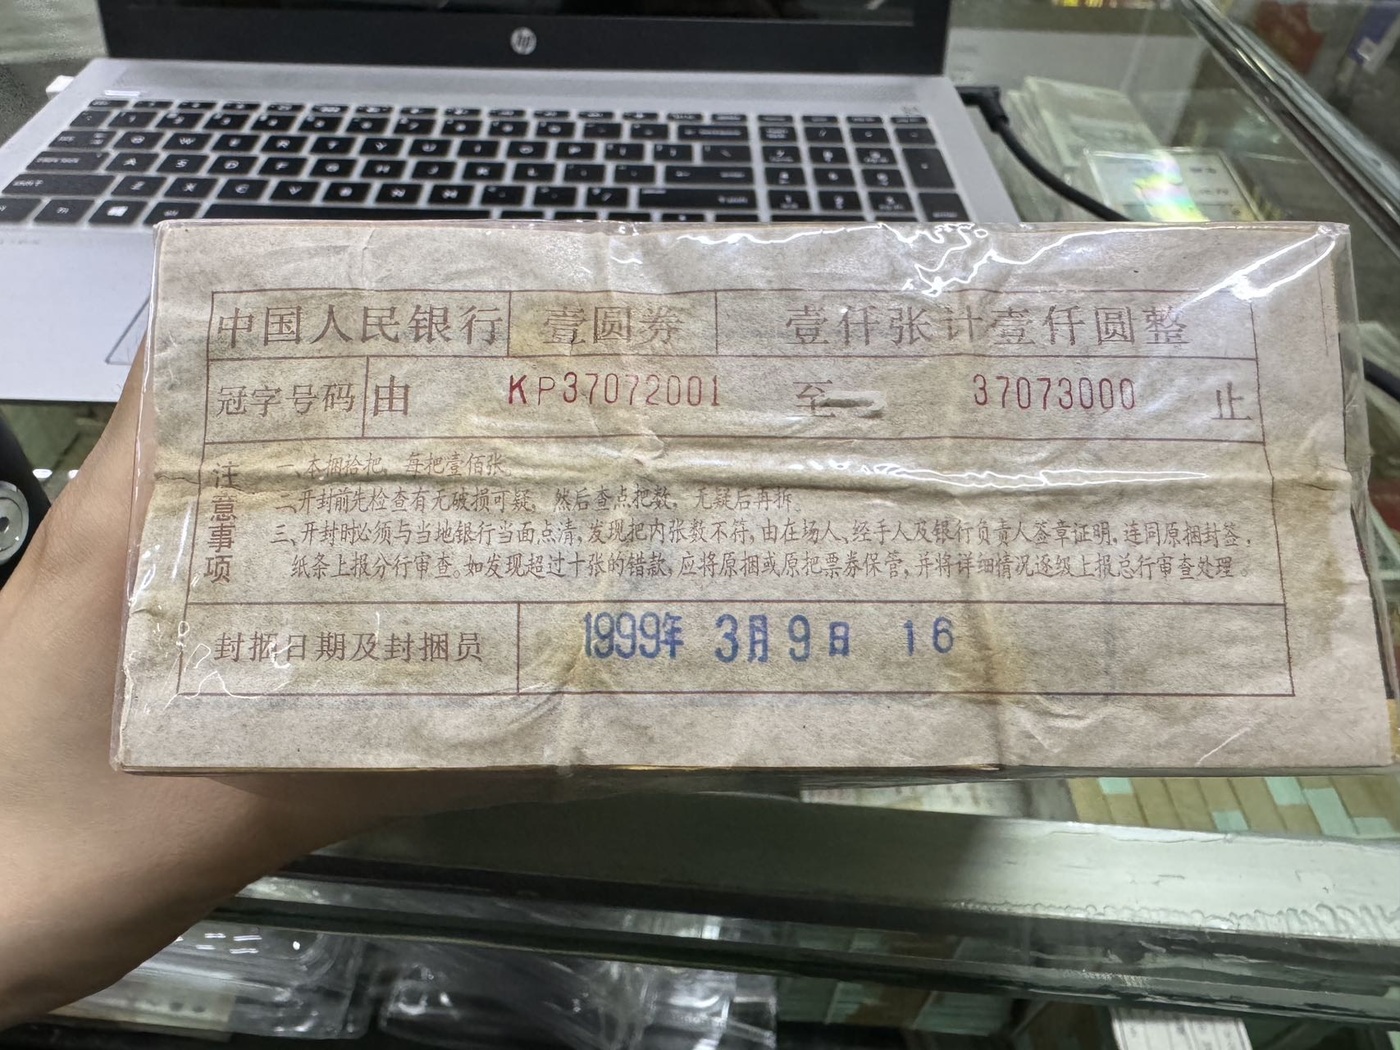 hp
中国人民银行 壹圆券 壹仟张计壹仟圆整
冠字号码 由 KP37072001 至 37073000 止
注意事项
一、本捆拾把，每把壹佰张。
二、开封前先检查有无破损可疑，然后查点把数，无疑后再拆。
三、开封时必须与当地银行当面点清，发现把内张数不符，由在场人、经手人及银行负责人签章证明，连同原捆封签，
纸条上报分行审查。如发现超过十张的错款，应将原捆或原把票券保管，并将详细情况逐级上报总行审查处理。
封捆日期及封捆员 1999年 3月 9日 16